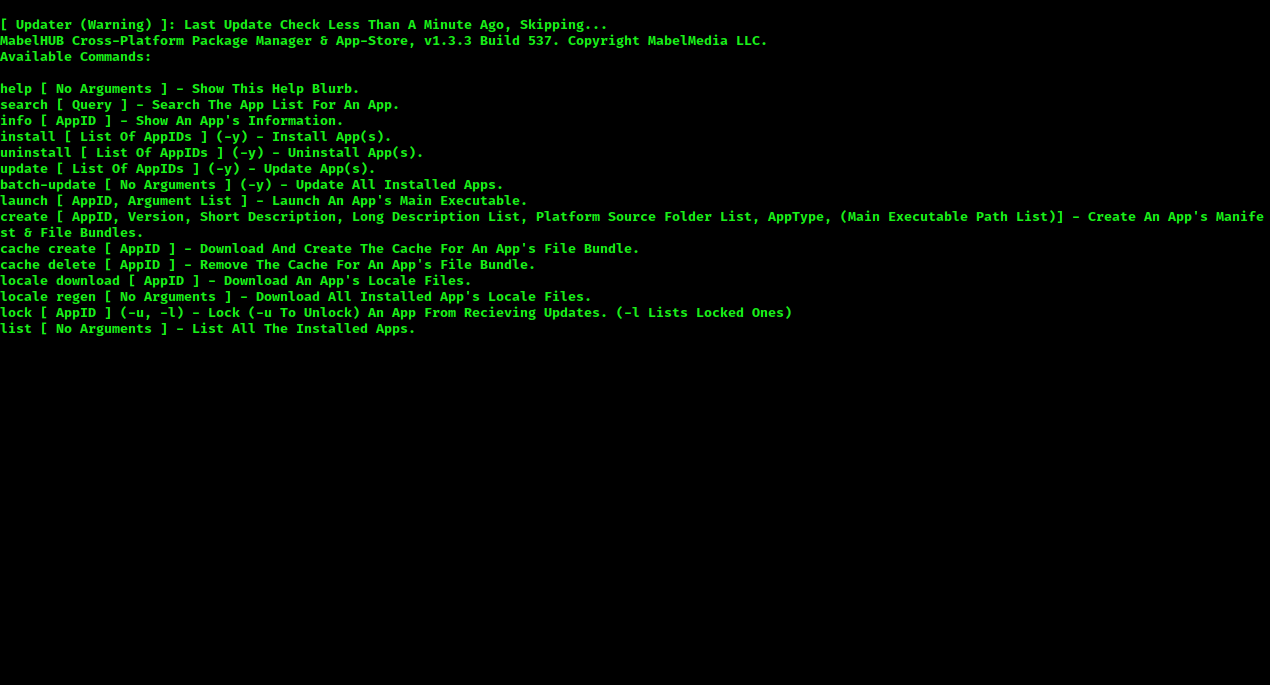 [ Updater (Warning) ]: Last Update Check Less Than A Minute Ago, Skipping...
MabelHUB Cross-Platform Package Manager & App-Store, v1.3.3 Build 537. Copyright MabelMedia LLC.
Available Commands:
help [ No Arguments ] - Show This Help Blurb.
search [ Query ] - Search The App List For An App.
info [ AppID ] - Show An App's Information.
install [ List Of AppIDs ] (-y) - Install App(s).
uninstall [ List Of AppIDs ] (-y) - Uninstall App(s).
update [ List Of AppIDs ] (-y) - Update App(s).
batch-update [ No Arguments ] (-y) - Update All Installed Apps.
launch [ AppID, Argument List ] - Launch An App's Main Executable.
create [ AppID, Version, Short Description, Long Description List, Platform Source Folder List, AppType, (Main Executable Path List)] - Create An App's Manife
st & File Bundles.
cache create [ AppID ] - Download And Create The Cache For An App's File Bundle.
cache delete [ AppID ] - Remove The Cache For An App's File Bundle.
locale download [ AppID ] - Download An App's Locale Files.
locale regen [ No Arguments ] - Download All Installed App's Locale Files.
lock [ AppID ] (-u, -l) - Lock (-u To Unlock) An App From Recieving Updates. (-l Lists Locked Ones)
list [ No Arguments ] - List All The Installed Apps.